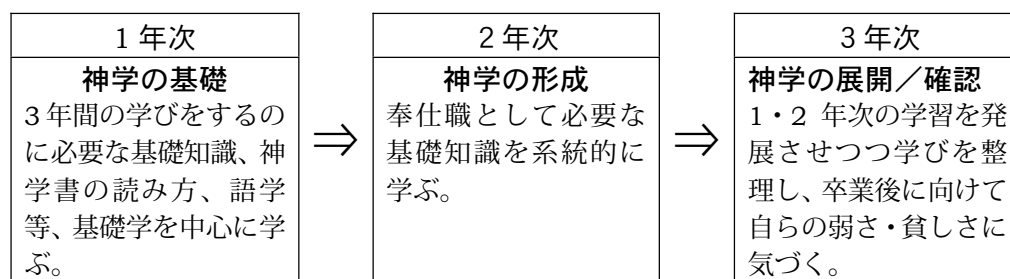 1 年次
神学の基礎
3年間の学びをするの
に必要な基礎知識、神
学書の読み方、語学
等、基礎学を中心に学
ぶ。
⇒
2 年次
神学の形成
奉仕職として必要な
基礎知識を系統的に
学ぶ。
⇒
3 年次
神学の展開／確認
1・2 年次の学習を発
展させつつ学びを整
理し、卒業後に向けて
自らの弱さ・貧しさに
気づく。